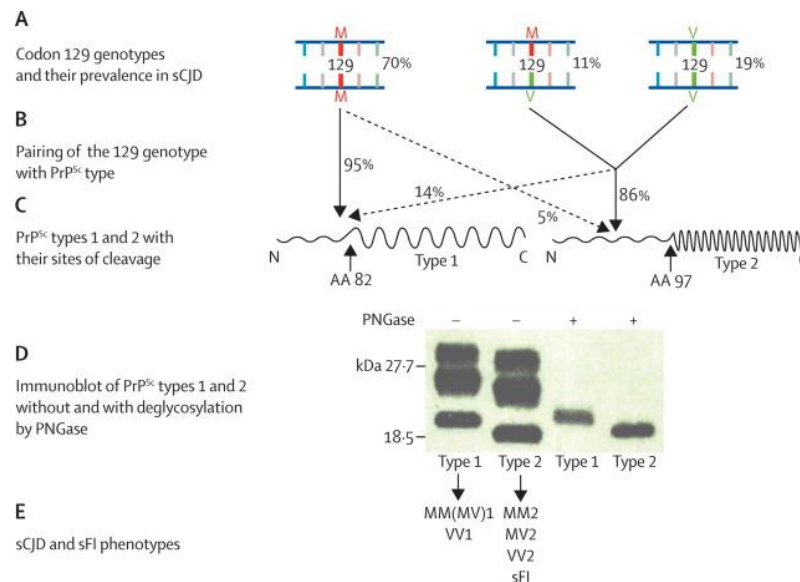 A
Codon 129 genotypes
and their prevalence in sCJD
M M V
129 70% 129 11% 129 19%
M V V
B
Pairing of the 129 genotype
with PrPSc type
95%
14%
86%
5%
C
PrPSc types 1 and 2 with
their sites of cleavage
N Type 1 C N Type 2
AA 82 AA 97
PNGase – – + +
D
Immunoblot of PrPSc types 1 and 2
without and with deglycosylation
by PNGase
kDa 27·7
18·5
Type 1 Type 2 Type 1 Type 2
E
sCJD and sFI phenotypes
MM(MV)1 MM2
VV1 MV2
VV2
sFI